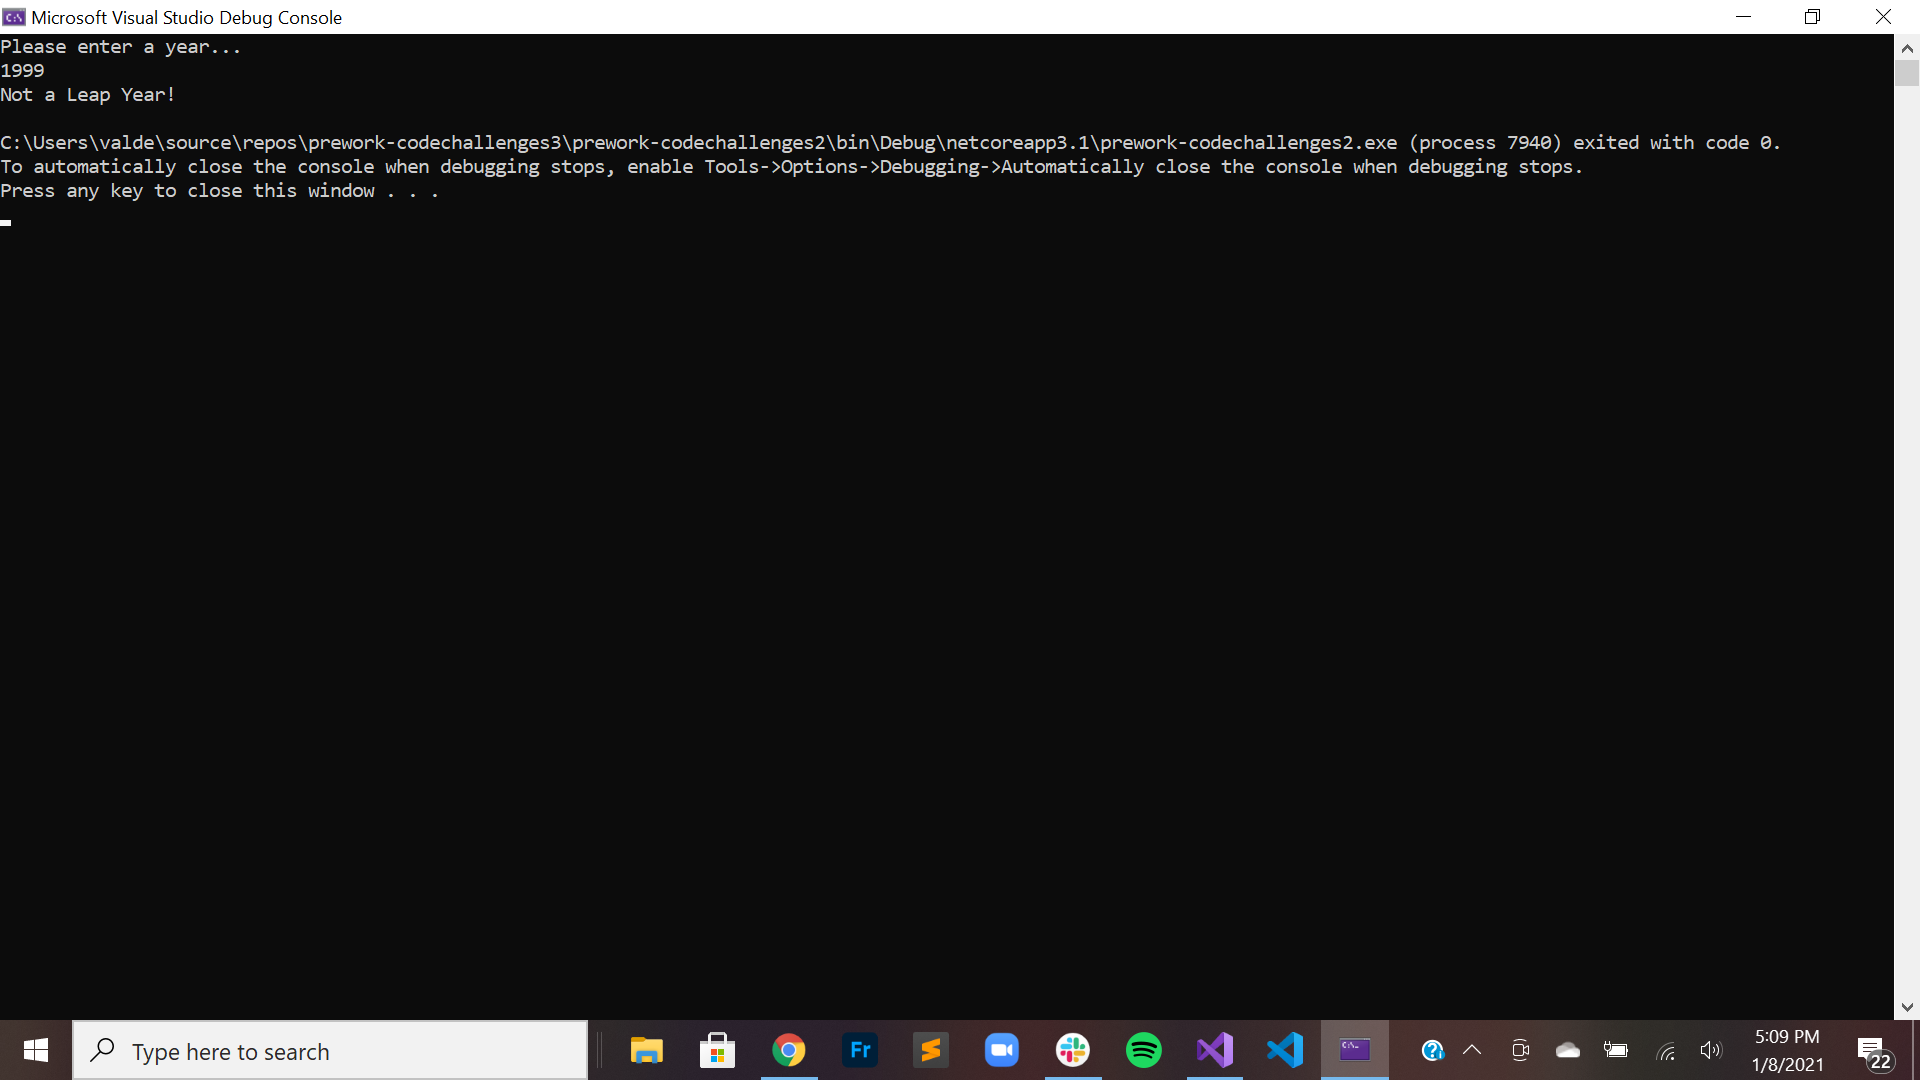 Microsoft Visual Studio Debug Console
Please enter a year...
1999
Not a Leap Year!
C:\Users\valde\source\repos\prework-codechallenges3\prework-codechallenges2\bin\Debug\netcoreapp3.1\prework-codechallenges2.exe (process 7940) exited with code 0.
To automatically close the console when debugging stops, enable Tools->Options->Debugging->Automatically close the console when debugging stops.
Press any key to close this window . . .
Type here to search
Fr
5:09 PM
1/8/2021
22